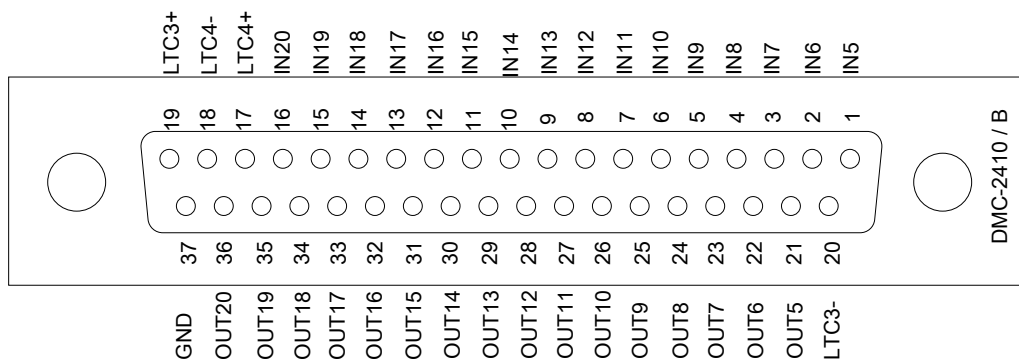 LTC3+ LTC4- LTC4+ IN20 IN19 IN18 IN17 IN16 IN15 IN14 IN13 IN12 IN11 IN10 IN9 IN8 IN7 IN6 IN5
19 18 17 16 15 14 13 12 11 10 9 8 7 6 5 4 3 2 1
37 36 35 34 33 32 31 30 29 28 27 26 25 24 23 22 21 20
GND OUT20 OUT19 OUT18 OUT17 OUT16 OUT15 OUT14 OUT13 OUT12 OUT11 OUT10 OUT9 OUT8 OUT7 OUT6 OUT5 LTC3-
DMC-2410 / B